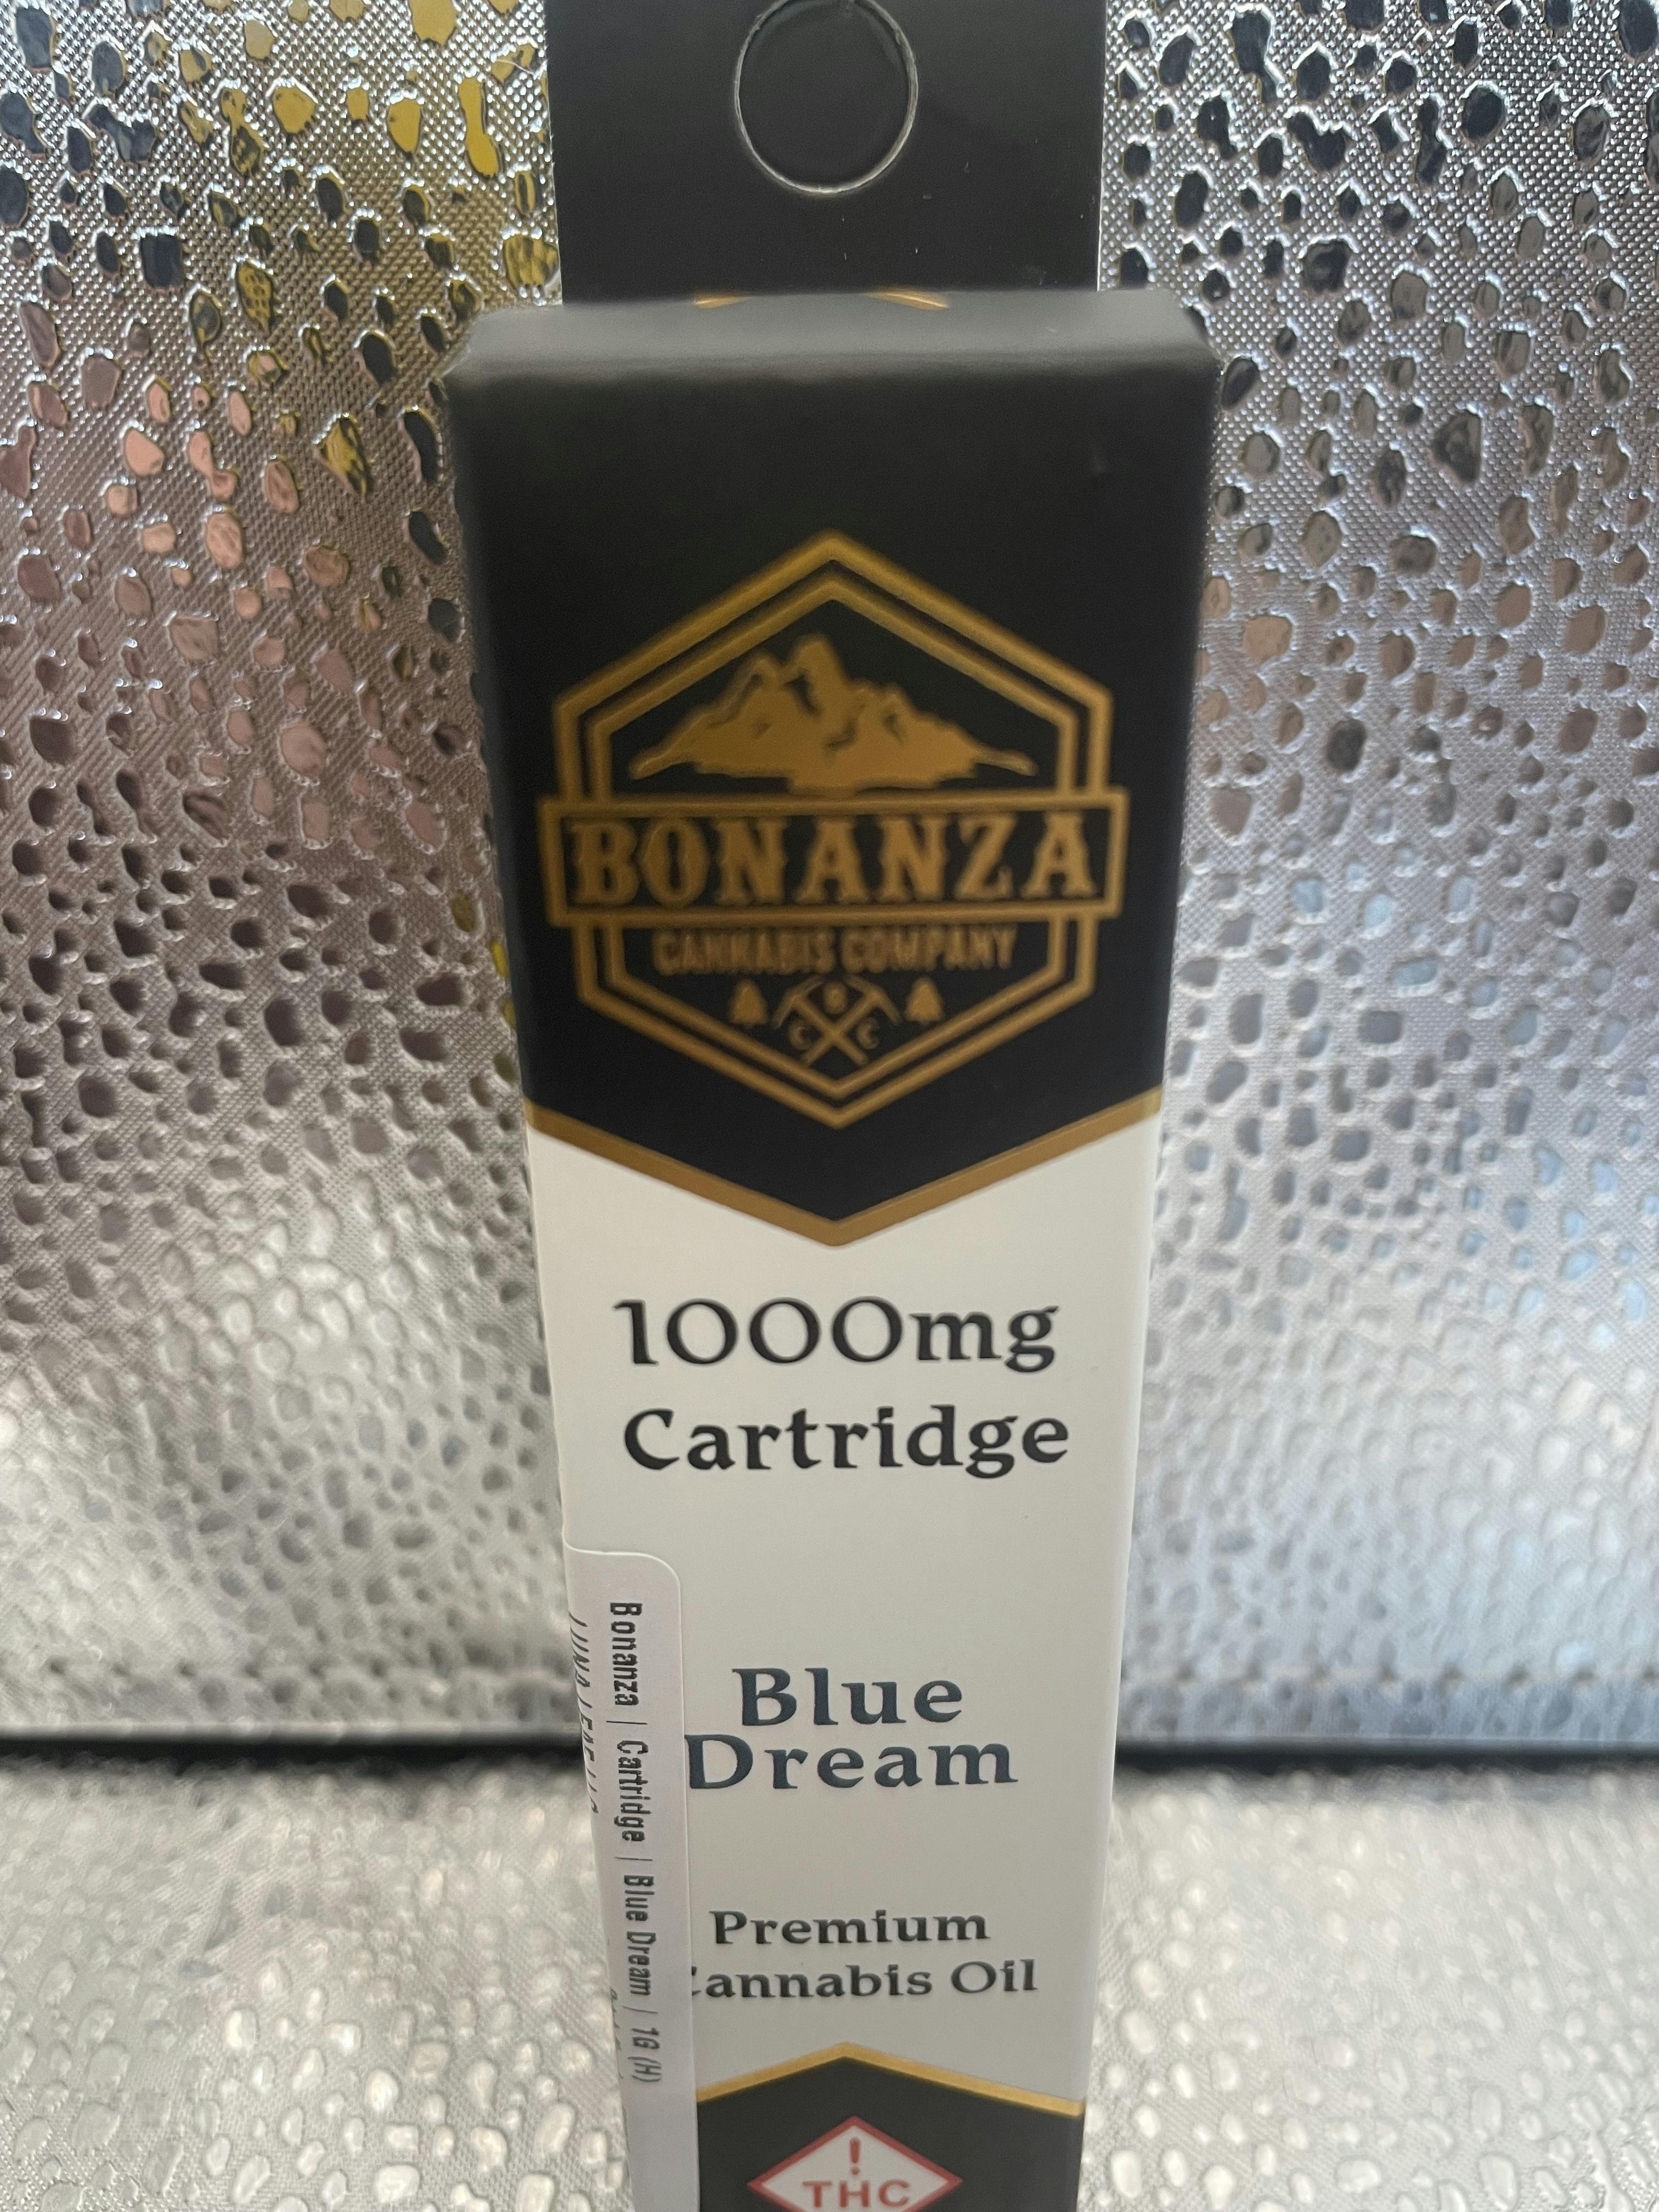 BONANZA
CANNABIS COMPANY
B
C C
1000mg
Cartridge
Blue
Dream
Premium
Cannabis Oil
!
THC
Bonanza | Cartridge | Blue Dream | 1G (H)